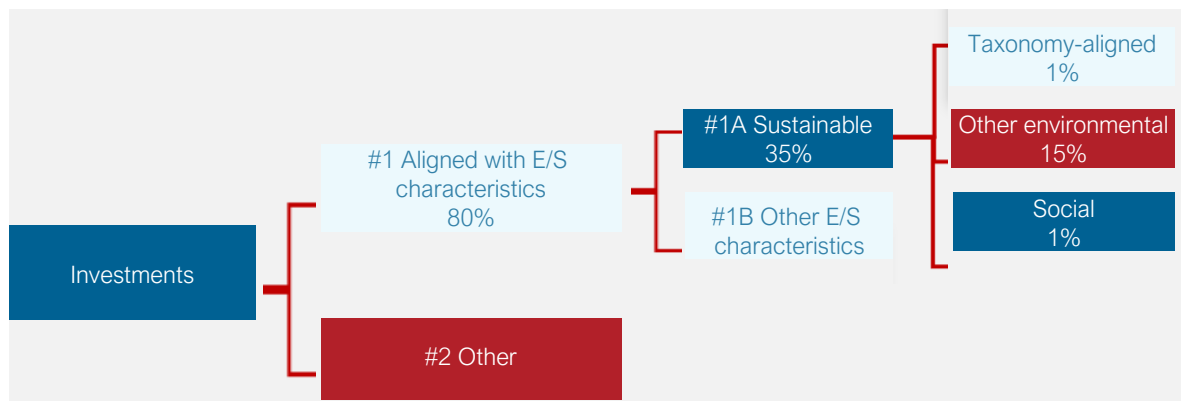 Taxonomy-aligned
1%
#1A Sustainable
35%
Other environmental
15%
#1 Aligned with E/S
characteristics
80%
#1B Other E/S
characteristics
Social
1%
Investments
#2 Other